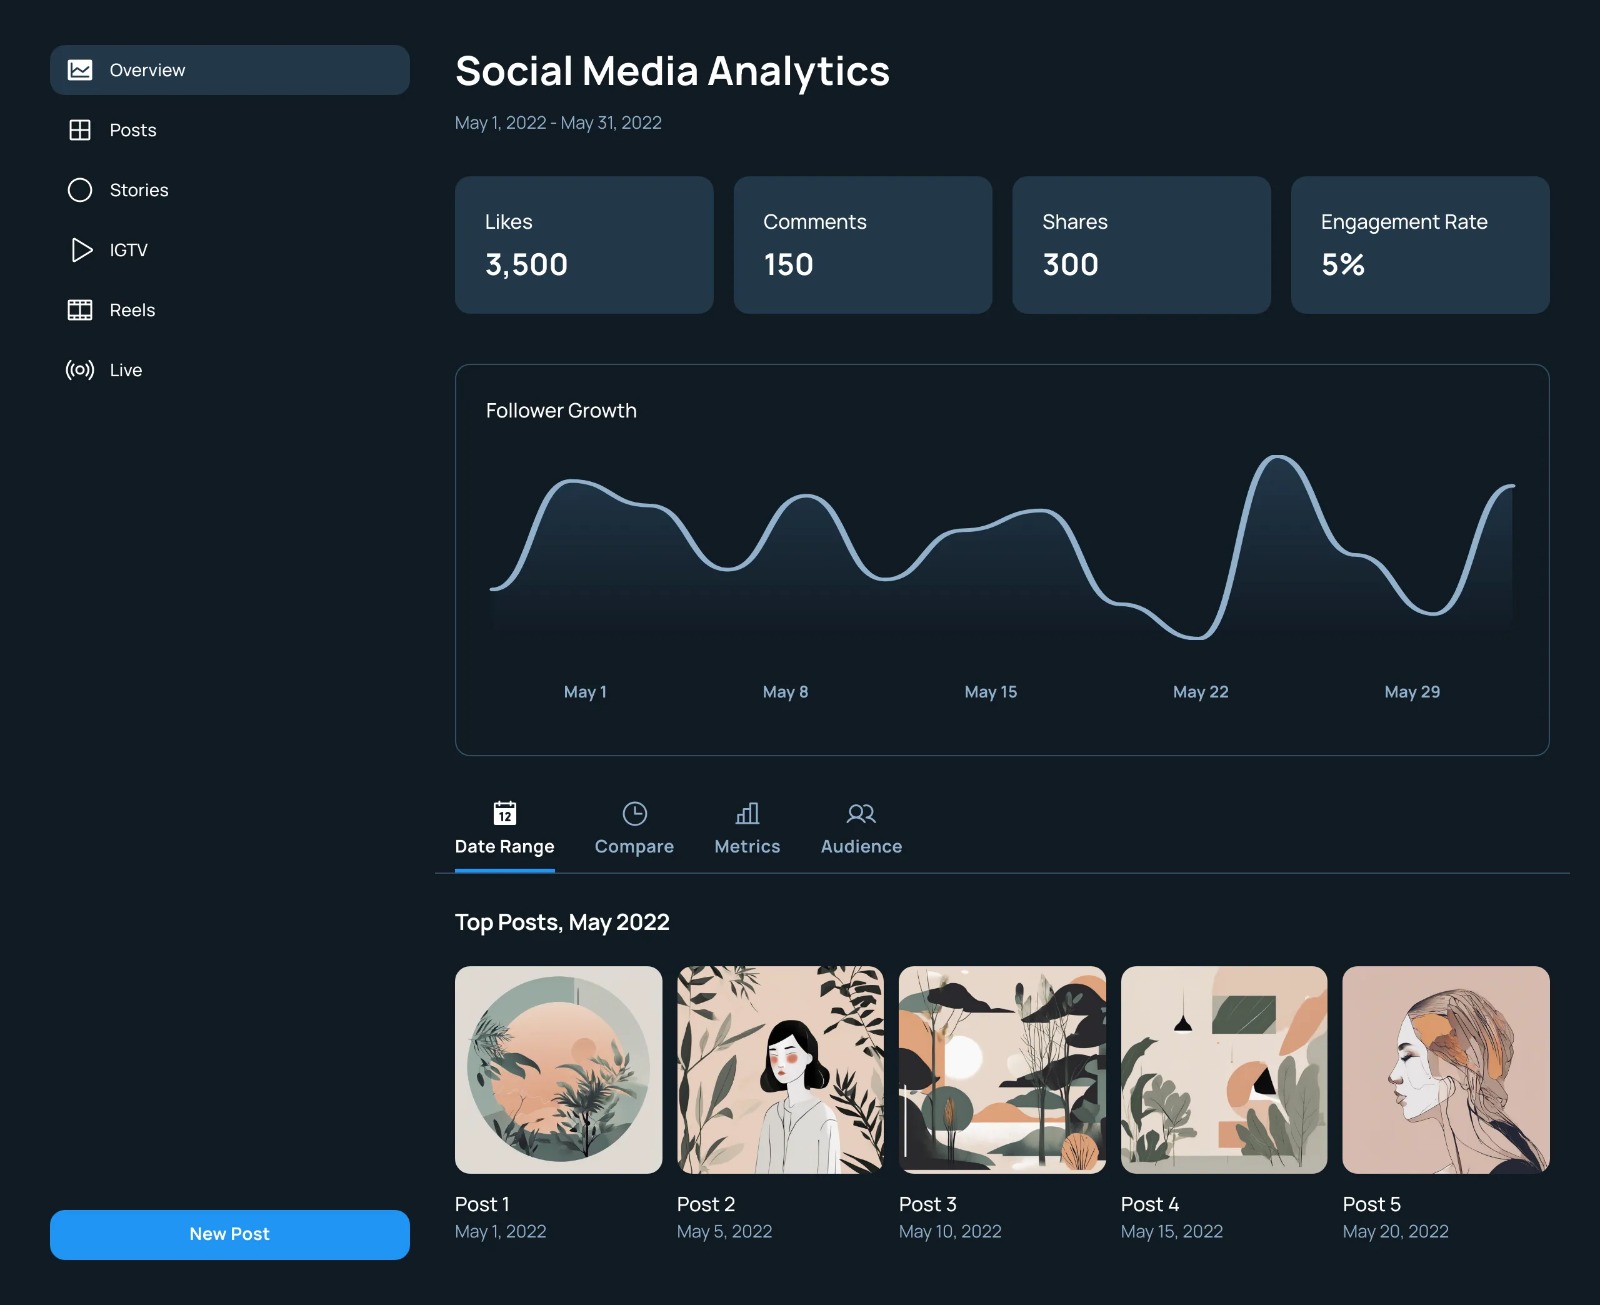 Overview
Posts
Stories
IGTV
Reels
Live
New Post
Social Media Analytics
May 1, 2022 - May 31, 2022
Likes
3,500
Comments
150
Shares
300
Engagement Rate
5%
Follower Growth
May 1
May 8
May 15
May 22
May 29
12
Date Range
Compare
Metrics
Audience
Top Posts, May 2022
Post 1
May 1, 2022
Post 2
May 5, 2022
Post 3
May 10, 2022
Post 4
May 15, 2022
Post 5
May 20, 2022